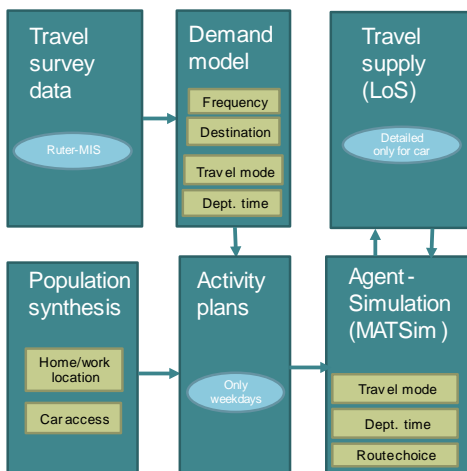 Travel
survey
data
Ruter-MIS
Demand
model
Frequency
Destination
Travel mode
Dept. time
Travel
supply
(LoS)
Detailed
only for car
Population
synthesis
Home/work
location
Car access
Activity
plans
Only
weekdays
Agent-
Simulation
(MATSim)
Travel mode
Dept. time
Route choice